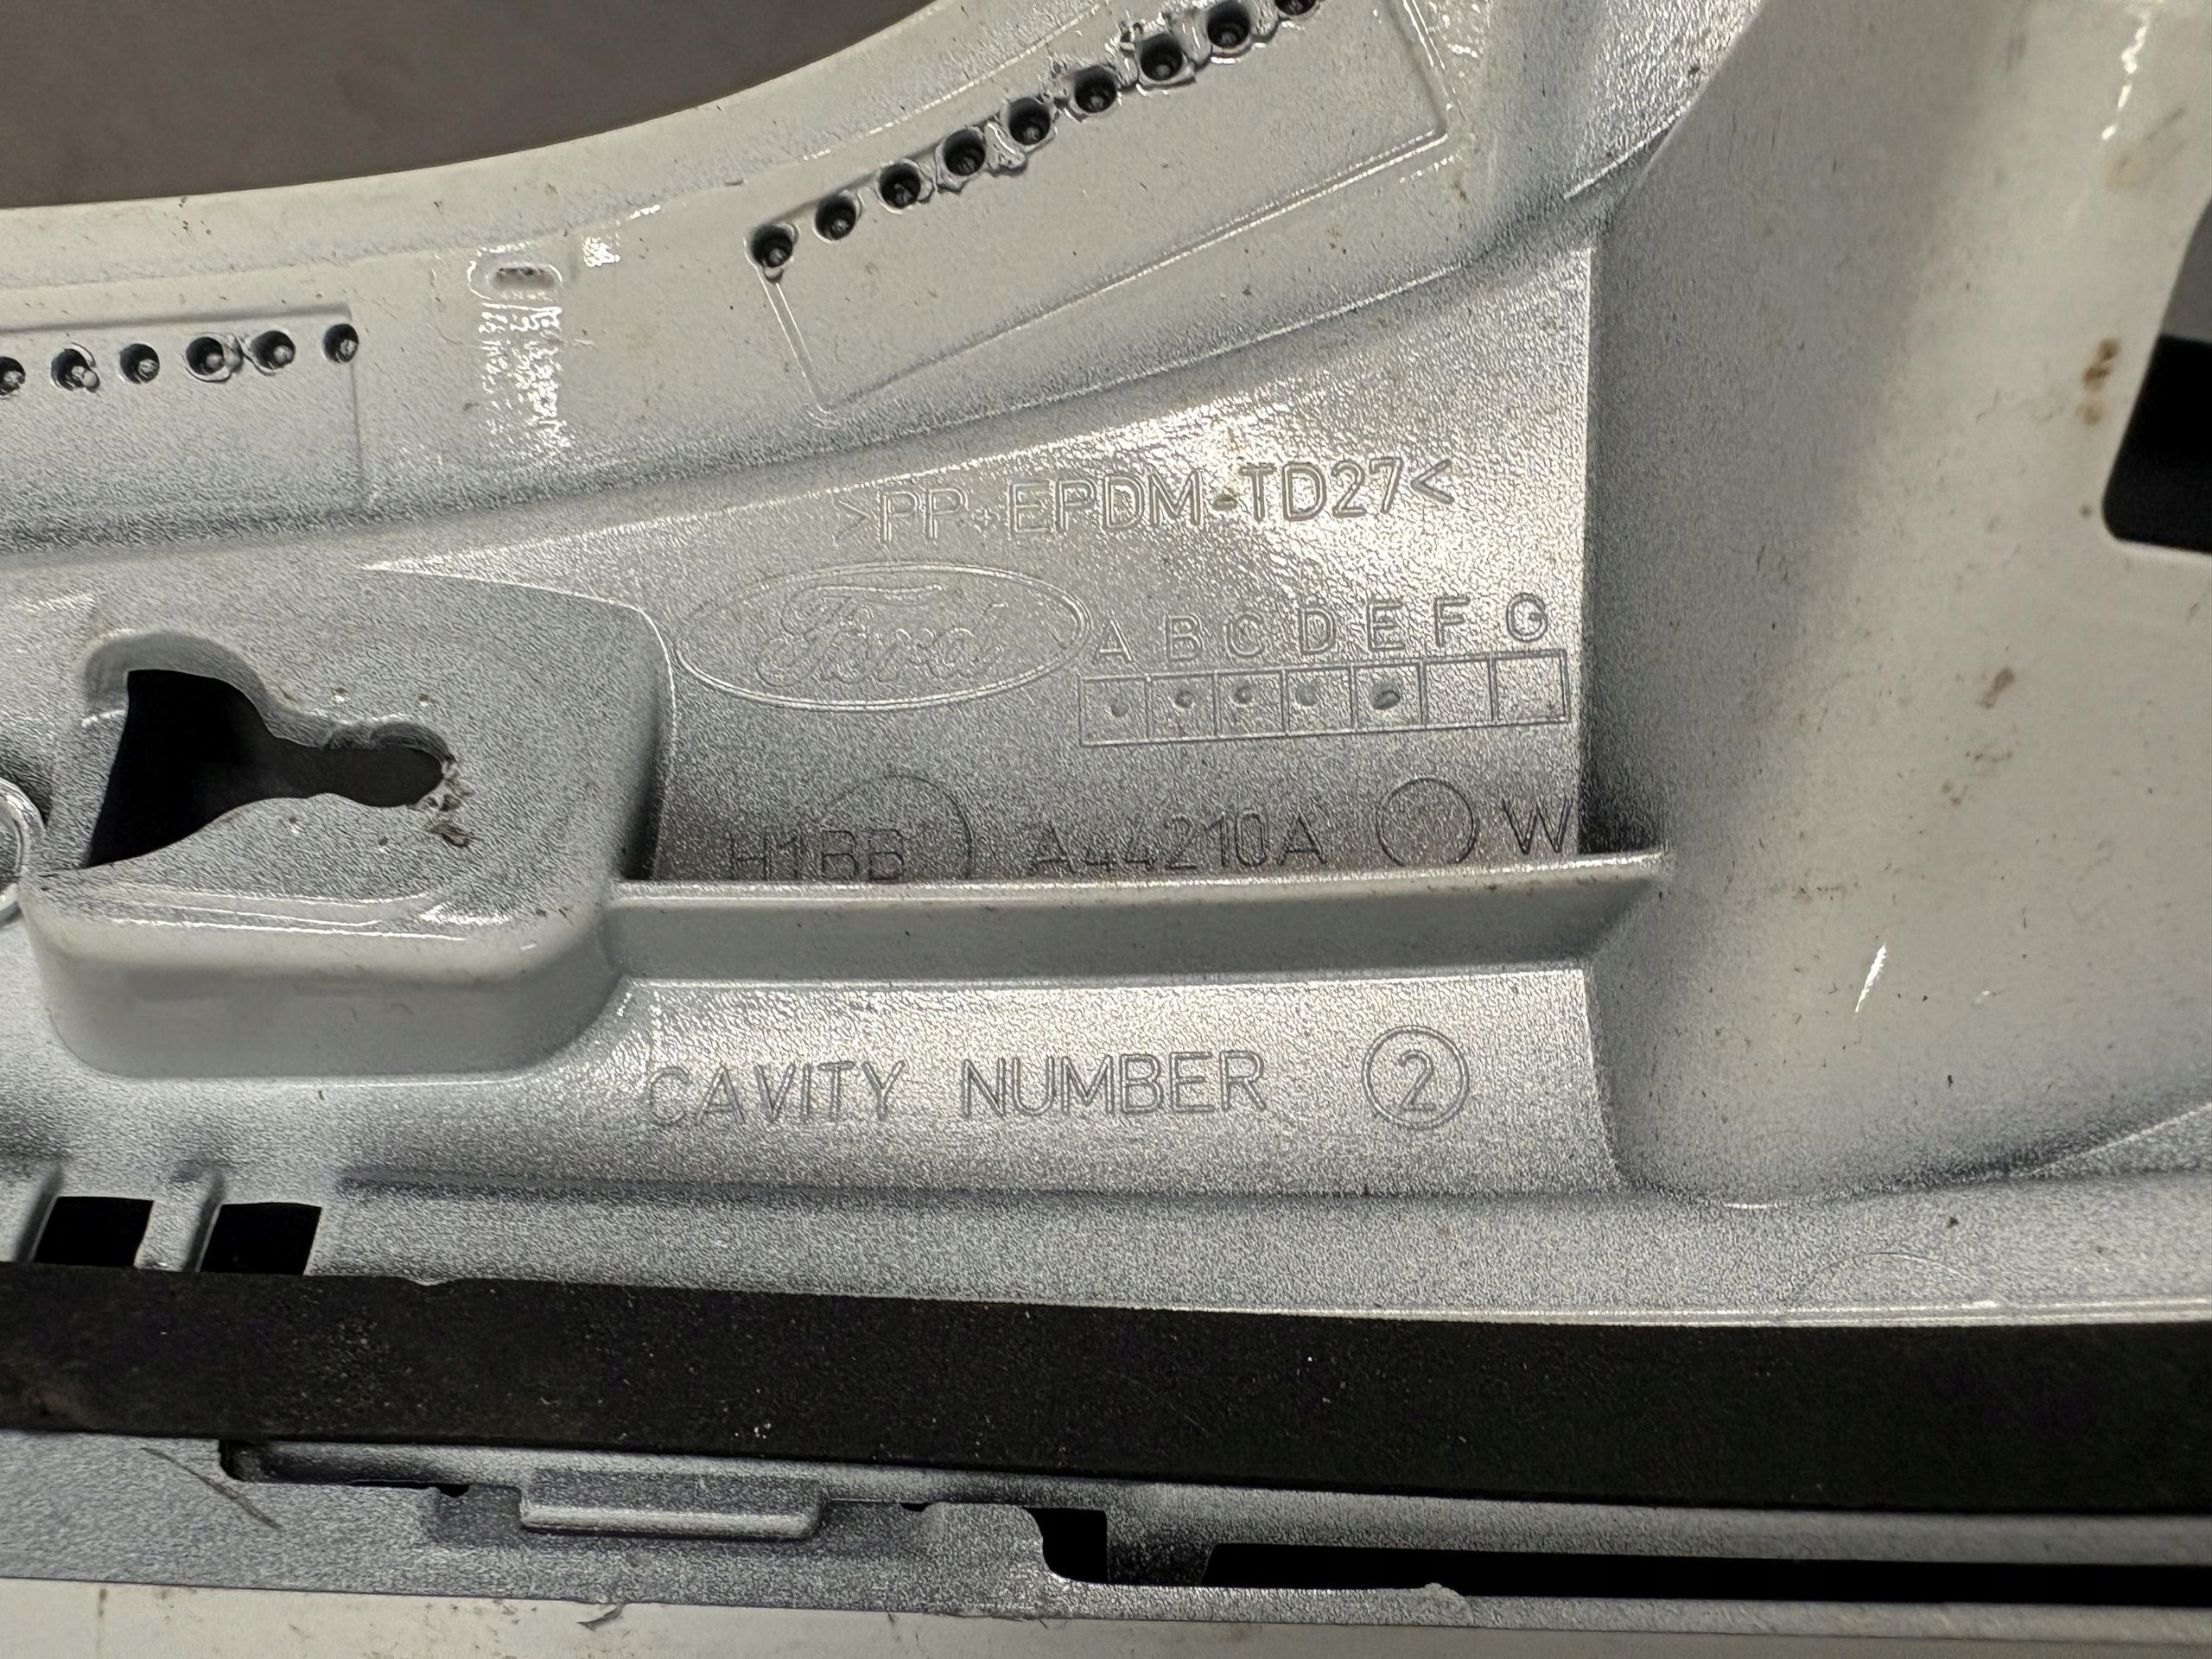 >PP+EPDM-TD27<
Ford
A B C D E F G
H1BB A44210A W
CAVITY NUMBER 2